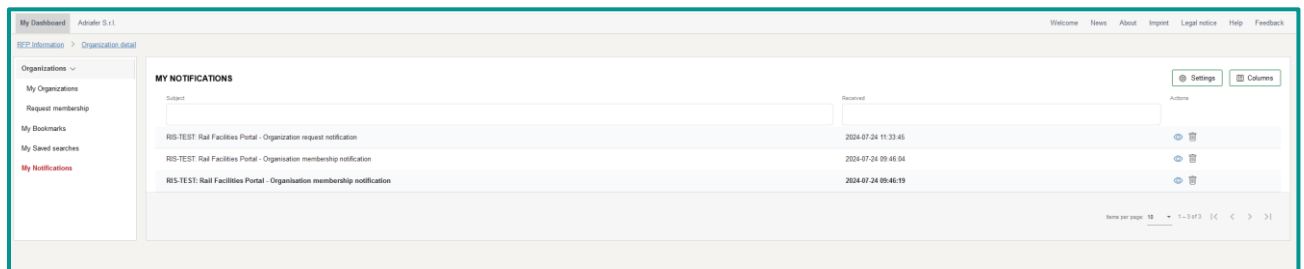 My Dashboard Adriafer S.r.l. Welcome News About Imprint Legal notice Help Feedback
RFP Information > Organization detail
Organizations
My Organizations
Request membership
My Bookmarks
My Saved searches
My Notifications
MY NOTIFICATIONS
Settings Columns
Subject Received Actions
RIS-TEST: Rail Facilities Portal - Organization request notification 2024-07-24 11:33:45
RIS-TEST: Rail Facilities Portal - Organisation membership notification 2024-07-24 09:46:04
RIS-TEST: Rail Facilities Portal - Organisation membership notification 2024-07-24 09:46:19
Items per page: 10 1 – 3 of 3 |< < > >|